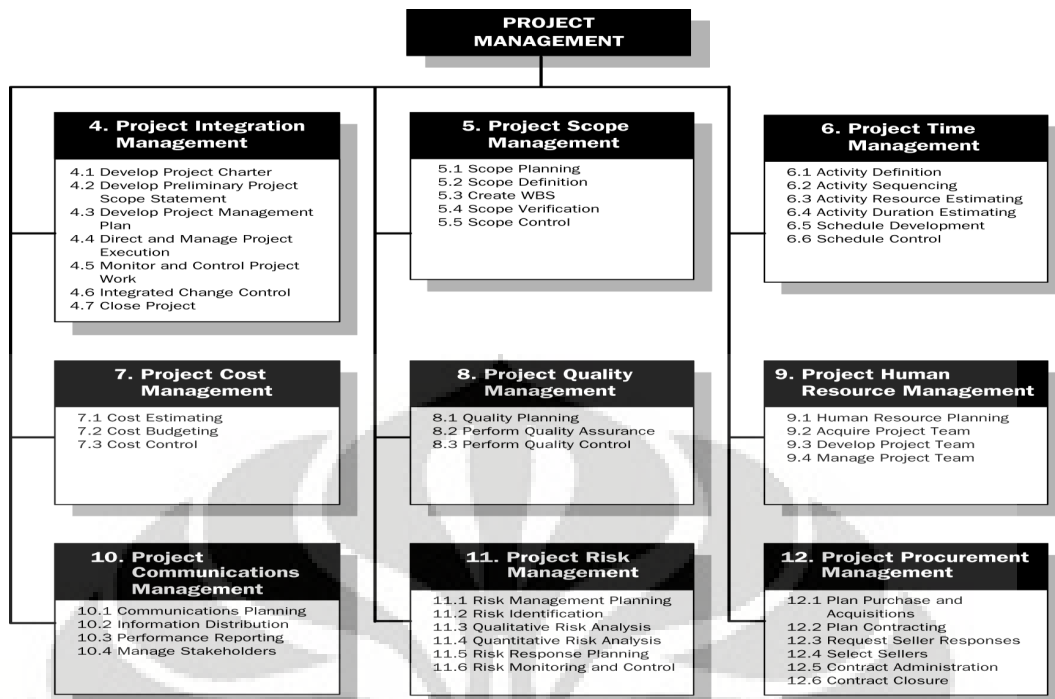 PROJECT
MANAGEMENT
4. Project Integration
Management
4.1 Develop Project Charter
4.2 Develop Preliminary Project
Scope Statement
4.3 Develop Project Management
Plan
4.4 Direct and Manage Project
Execution
4.5 Monitor and Control Project
Work
4.6 Integrated Change Control
4.7 Close Project
5. Project Scope
Management
5.1 Scope Planning
5.2 Scope Definition
5.3 Create WBS
5.4 Scope Verification
5.5 Scope Control
6. Project Time
Management
6.1 Activity Definition
6.2 Activity Sequencing
6.3 Activity Resource Estimating
6.4 Activity Duration Estimating
6.5 Schedule Development
6.6 Schedule Control
7. Project Cost
Management
7.1 Cost Estimating
7.2 Cost Budgeting
7.3 Cost Control
8. Project Quality
Management
8.1 Quality Planning
8.2 Perform Quality Assurance
8.3 Perform Quality Control
9. Project Human
Resource Management
9.1 Human Resource Planning
9.2 Acquire Project Team
9.3 Develop Project Team
9.4 Manage Project Team
10. Project
Communications
Management
10.1 Communications Planning
10.2 Information Distribution
10.3 Performance Reporting
10.4 Manage Stakeholders
11. Project Risk
Management
11.1 Risk Management Planning
11.2 Risk Identification
11.3 Qualitative Risk Analysis
11.4 Quantitative Risk Analysis
11.5 Risk Response Planning
11.6 Risk Monitoring and Control
12. Project Procurement
Management
12.1 Plan Purchase and
Acquisitions
12.2 Plan Contracting
12.3 Request Seller Responses
12.4 Select Sellers
12.5 Contract Administration
12.6 Contract Closure